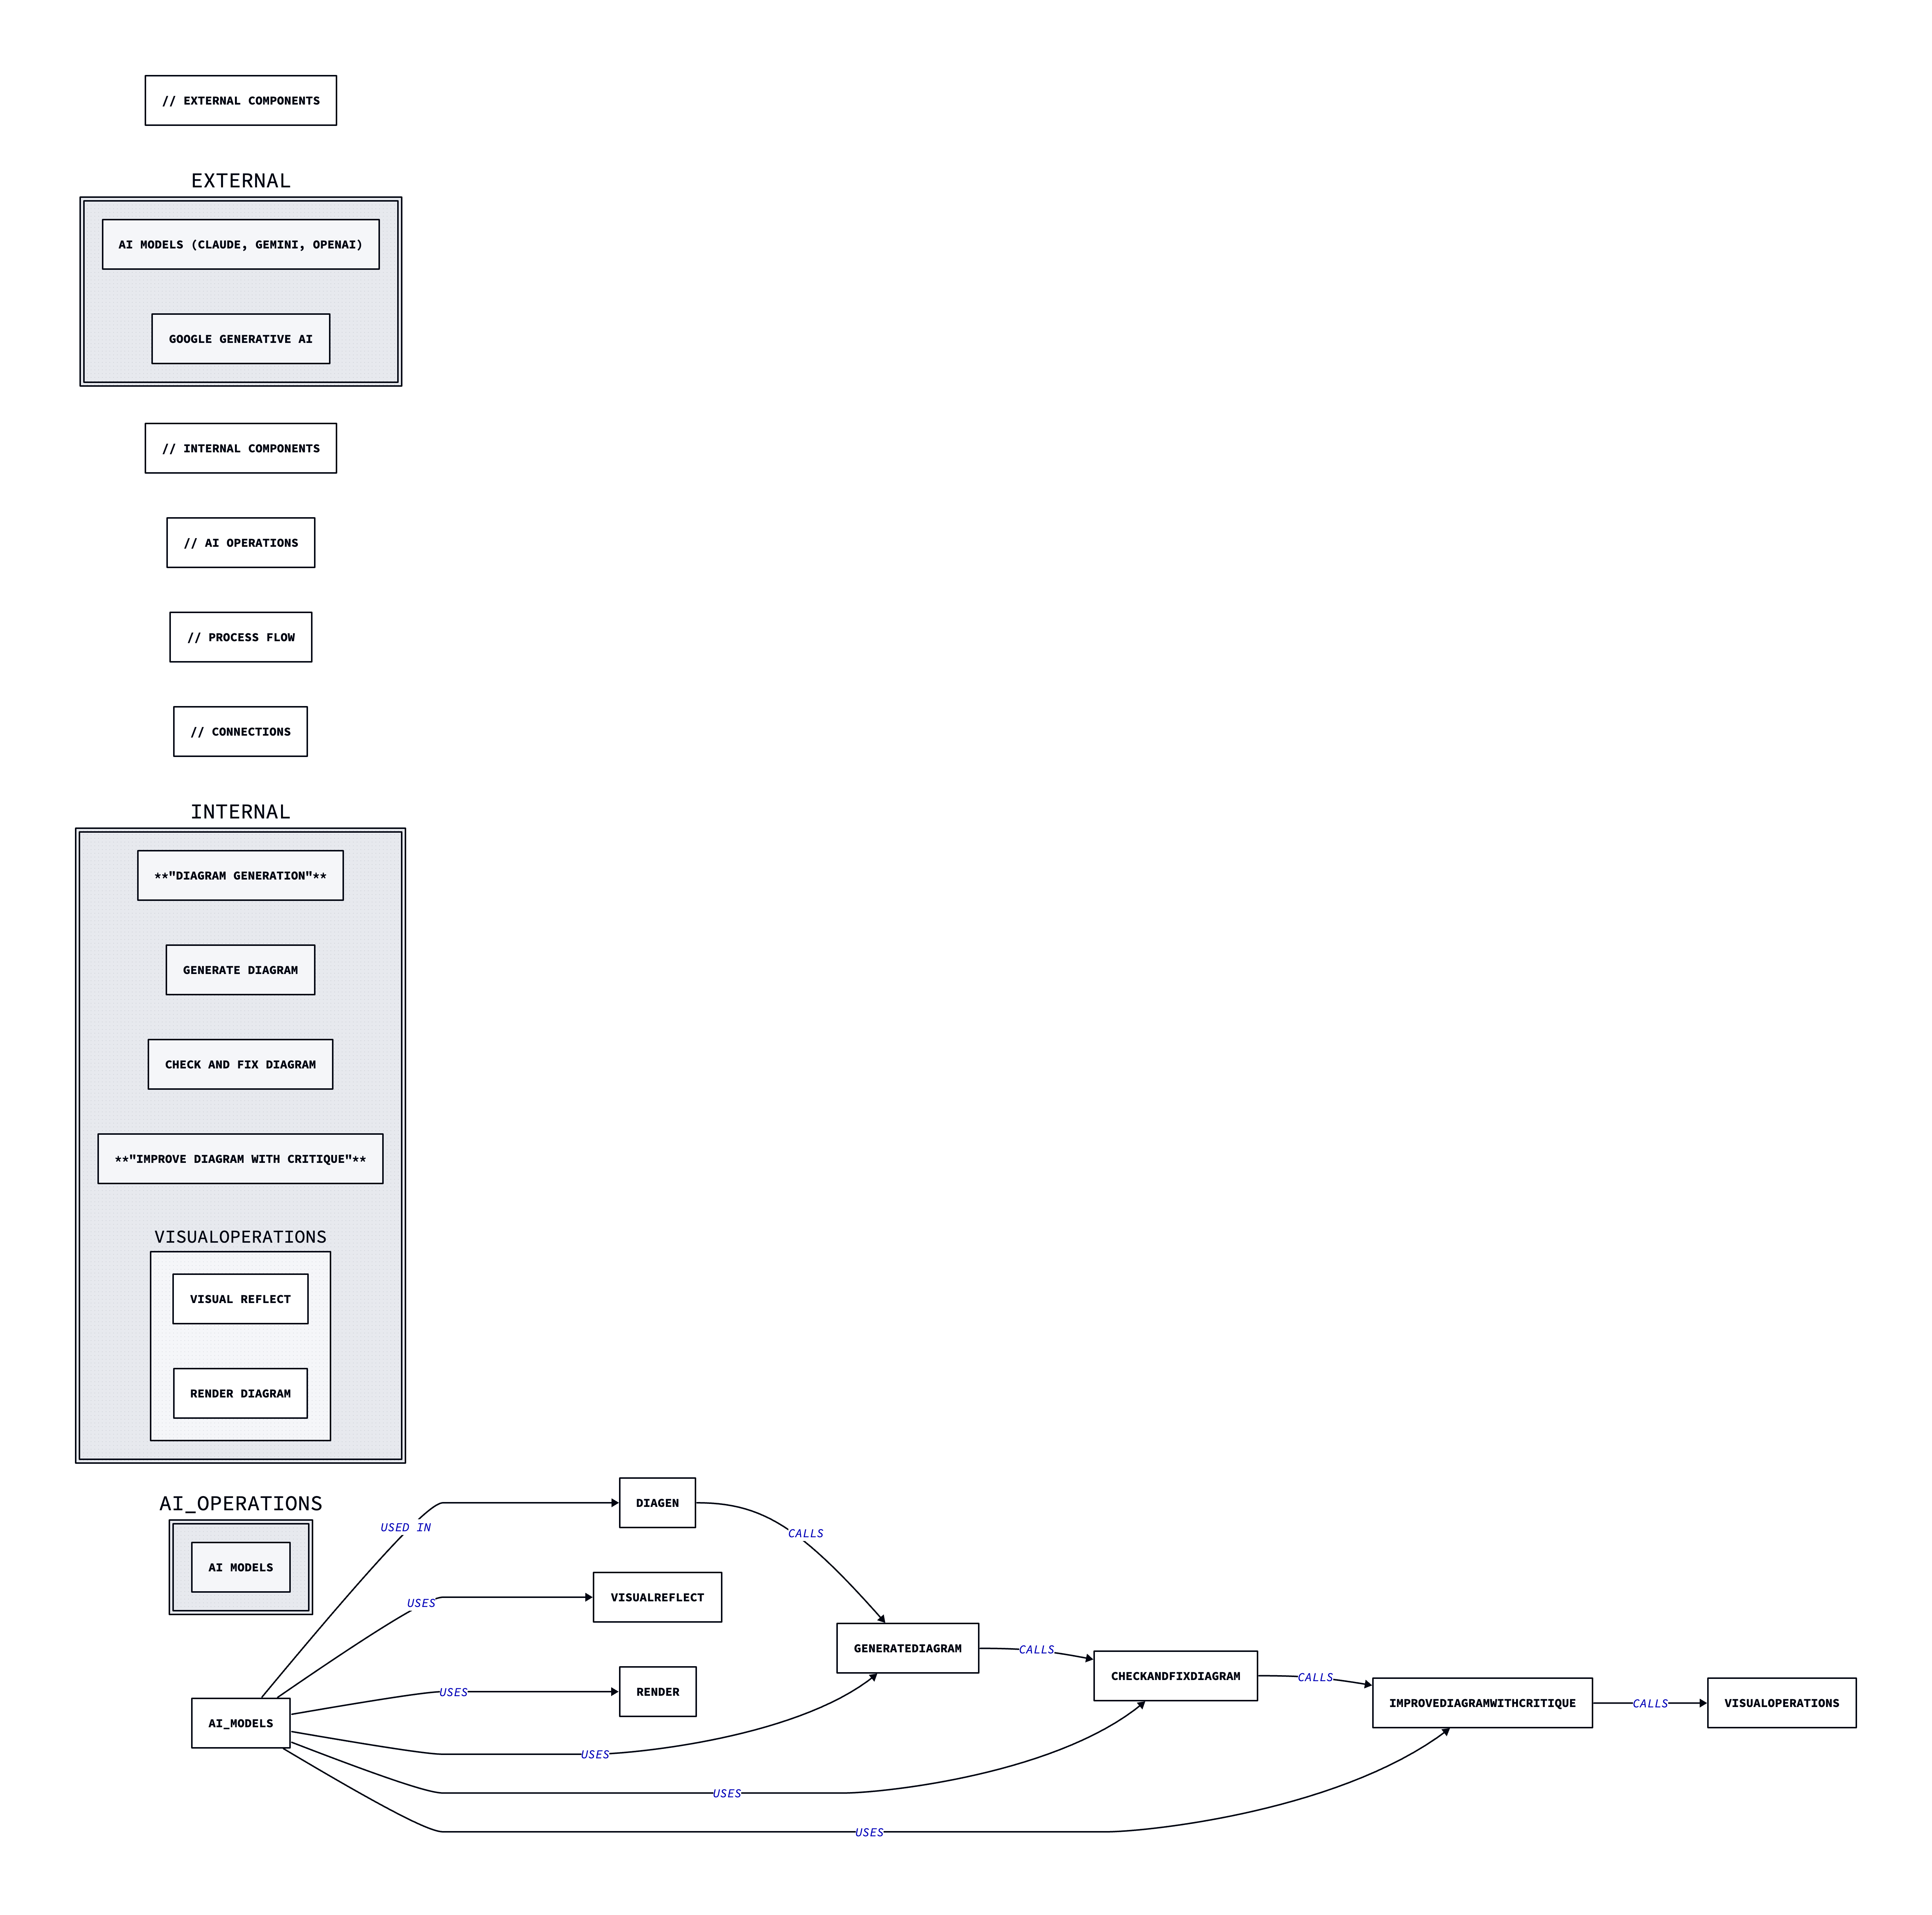 // EXTERNAL COMPONENTS
EXTERNAL
AI MODELS (CLAUDE, GEMINI, OPENAI)
GOOGLE GENERATIVE AI
// INTERNAL COMPONENTS
// AI OPERATIONS
// PROCESS FLOW
// CONNECTIONS
INTERNAL
**"DIAGRAM GENERATION"**
GENERATE DIAGRAM
CHECK AND FIX DIAGRAM
**"IMPROVE DIAGRAM WITH CRITIQUE"**
VISUALOPERATIONS
VISUAL REFLECT
RENDER DIAGRAM
AI_OPERATIONS
AI MODELS
AI_MODELS
USED IN
DIAGEN
CALLS
USES
VISUALREFLECT
USES
RENDER
USES
GENERATEDIAGRAM
CALLS
USES
CHECKANDFIXDIAGRAM
CALLS
USES
IMPROVEDIAGRAMWITHCRITIQUE
CALLS
VISUALOPERATIONS